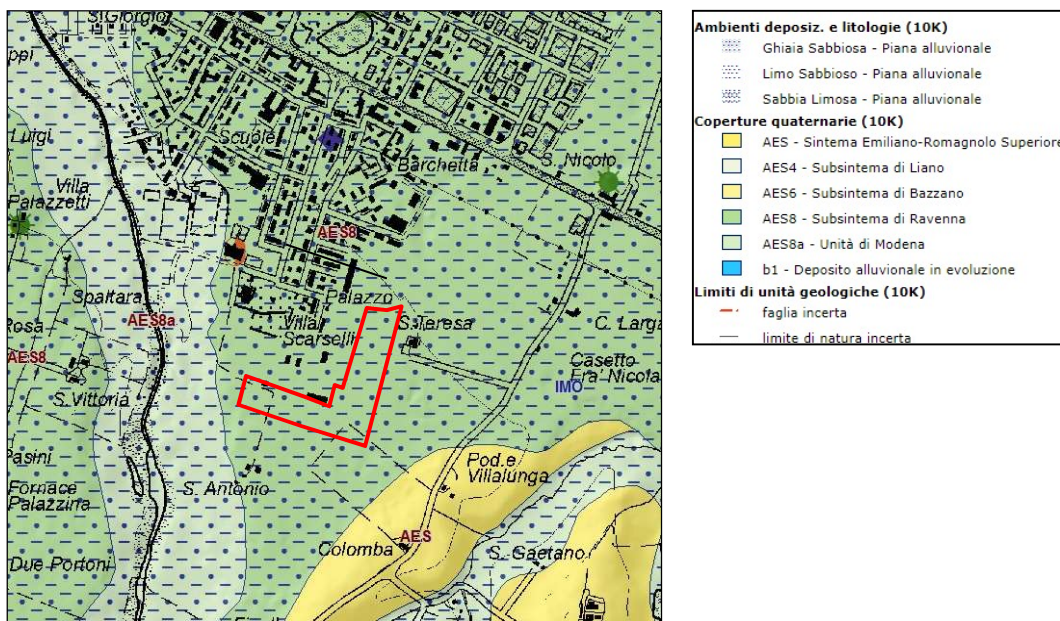 S. Giorgio
ppi
Luigi
Scuole
Barchetta
S. Nicolo
Villa
Palazzetti
AES8
Spaltara
Palazzo
Rosa
AES8a
Villa
Scarselli
S. Teresa
C. Larga
AES8
Casetto
Fra' Nicola
IMO
S. Vittoria
Pasini
Pod.e
Villalunga
Fornace
Palazzina
S. Antonio
AES
Colomba
S. Gaetano
Due Portoni
Ambienti deposiz. e litologie (10K)
Ghiaia Sabbiosa - Piana alluvionale
Limo Sabbioso - Piana alluvionale
Sabbia Limosa - Piana alluvionale
Coperture quaternarie (10K)
AES - Sintema Emiliano-Romagnolo Superiore
AES4 - Subsintema di Liano
AES6 - Subsintema di Bazzano
AES8 - Subsintema di Ravenna
AES8a - Unità di Modena
b1 - Deposito alluvionale in evoluzione
Limiti di unità geologiche (10K)
faglia incerta
limite di natura incerta